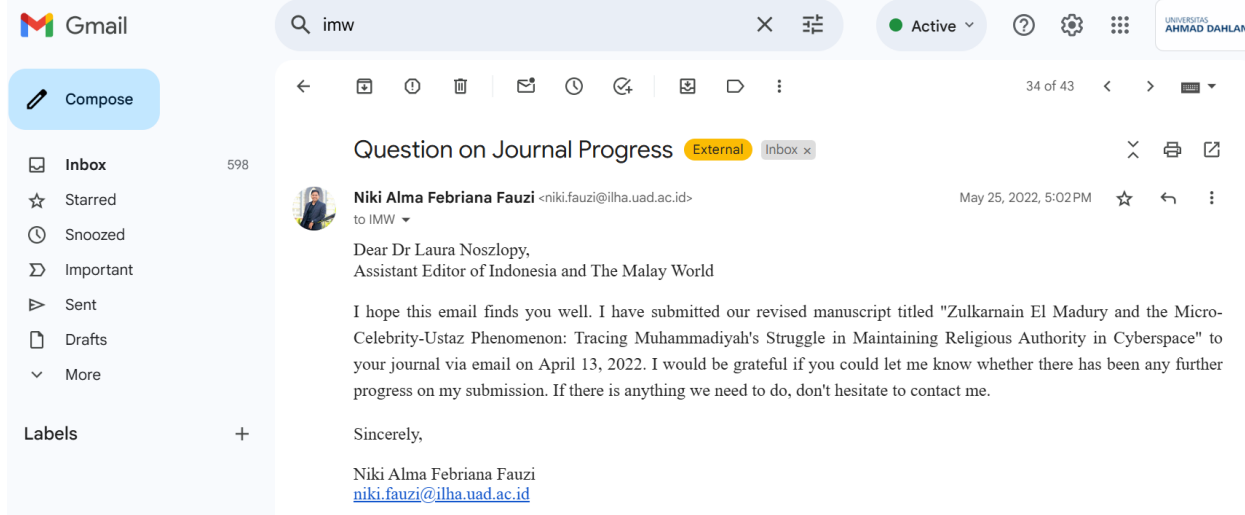 Gmail
imw
Active
UNIVERSITAS
AHMAD DAHLAN
Compose
34 of 43
Question on Journal Progress External Inbox ×
Inbox 598
Starred
Snoozed
Important
Sent
Drafts
More
Labels
Niki Alma Febriana Fauzi <niki.fauzi@ilha.uad.ac.id>
May 25, 2022, 5:02 PM
to IMW
Dear Dr Laura Noszlopy,
Assistant Editor of Indonesia and The Malay World
I hope this email finds you well. I have submitted our revised manuscript titled "Zulkarnain El Madury and the Micro-
Celebrity-Ustaz Phenomenon: Tracing Muhammadiyah's Struggle in Maintaining Religious Authority in Cyberspace" to
your journal via email on April 13, 2022. I would be grateful if you could let me know whether there has been any further
progress on my submission. If there is anything we need to do, don't hesitate to contact me.
Sincerely,
Niki Alma Febriana Fauzi
niki.fauzi@ilha.uad.ac.id